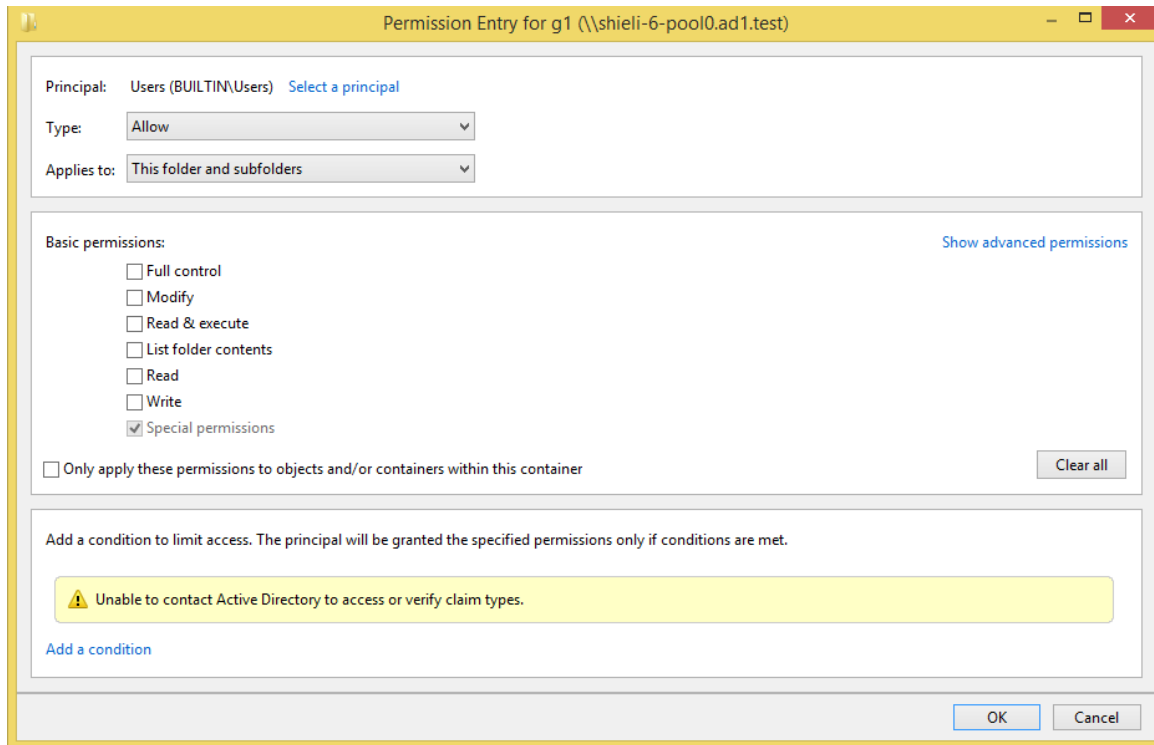 Permission Entry for g1 (\\shieli-6-pool0.ad1.test)
Principal: Users (BUILTIN\Users) Select a principal
Type: Allow
Applies to: This folder and subfolders
Basic permissions: Show advanced permissions
Full control
Modify
Read & execute
List folder contents
Read
Write
Special permissions
Only apply these permissions to objects and/or containers within this container Clear all
Add a condition to limit access. The principal will be granted the specified permissions only if conditions are met.
Unable to contact Active Directory to access or verify claim types.
Add a condition
OK Cancel